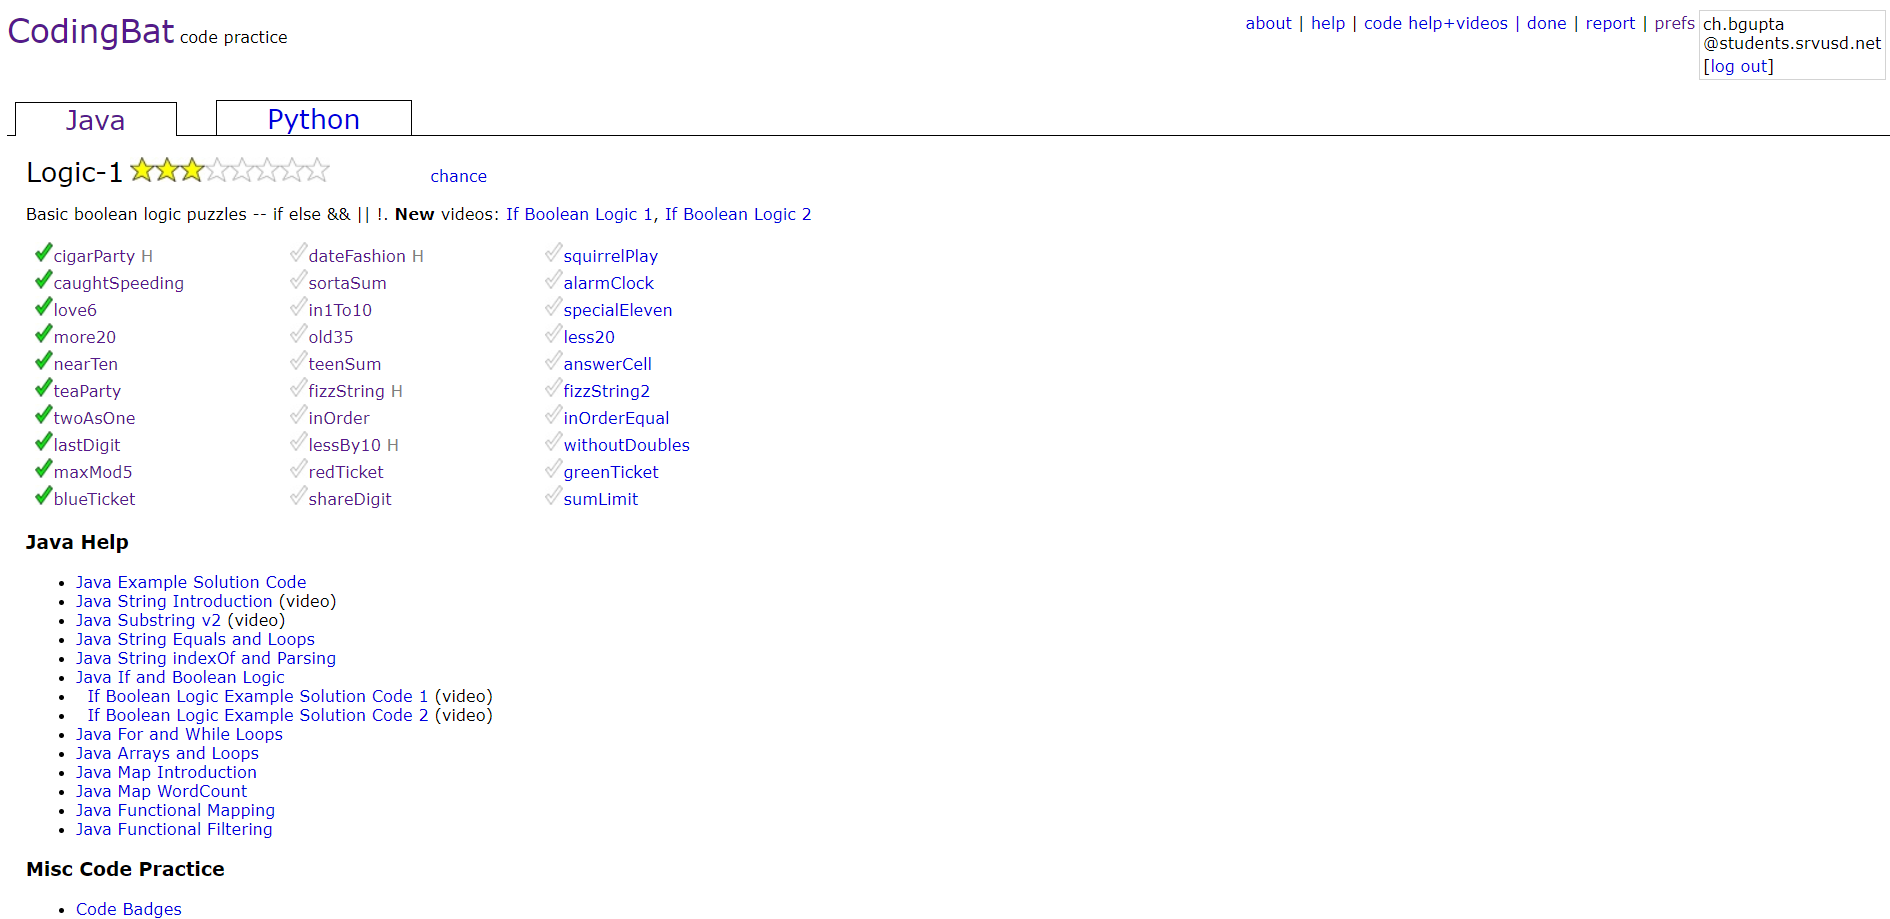 CodingBat code practice
about | help | code help+videos | done | report | prefs
ch.bgupta
@students.srvusd.net
[log out]
Java
Python
Logic-1
chance
Basic boolean logic puzzles -- if else && || !. New videos: If Boolean Logic 1, If Boolean Logic 2
cigarParty H dateFashion H squirrelPlay
caughtSpeeding sortaSum alarmClock
love6 in1To10 specialEleven
more20 old35 less20
nearTen teenSum answerCell
teaParty fizzString H fizzString2
twoAsOne inOrder inOrderEqual
lastDigit lessBy10 H withoutDoubles
maxMod5 redTicket greenTicket
blueTicket shareDigit sumLimit
Java Help
• Java Example Solution Code
• Java String Introduction (video)
• Java Substring v2 (video)
• Java String Equals and Loops
• Java String indexOf and Parsing
• Java If and Boolean Logic
• If Boolean Logic Example Solution Code 1 (video)
• If Boolean Logic Example Solution Code 2 (video)
• Java For and While Loops
• Java Arrays and Loops
• Java Map Introduction
• Java Map WordCount
• Java Functional Mapping
• Java Functional Filtering
Misc Code Practice
• Code Badges